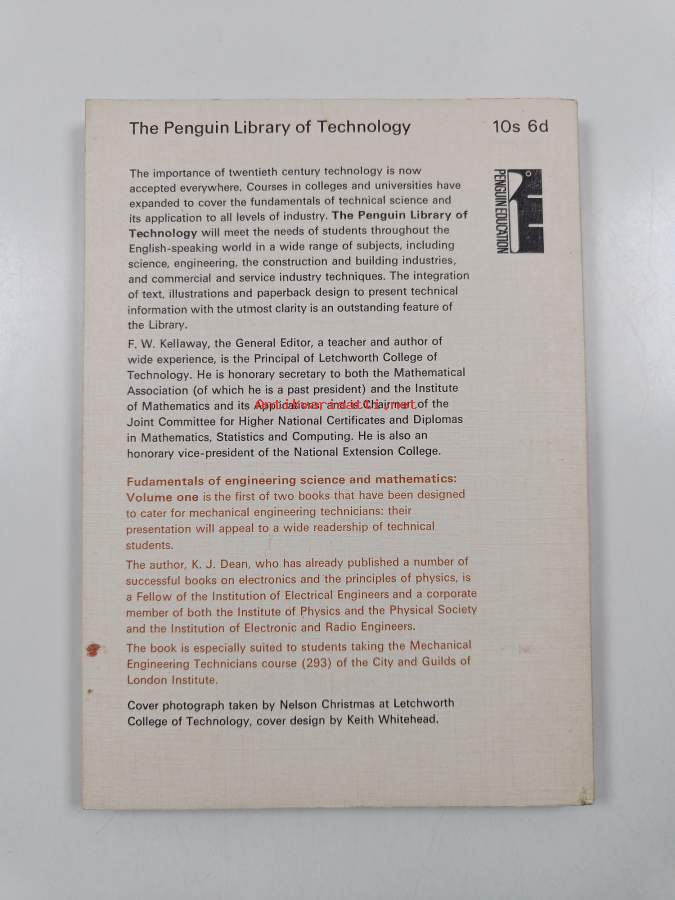 The Penguin Library of Technology 10s 6d
PENGUIN EDUCATION
The importance of twentieth century technology is now
accepted everywhere. Courses in colleges and universities have
expanded to cover the fundamentals of technical science and
its application to all levels of industry. The Penguin Library of
Technology will meet the needs of students throughout the
English-speaking world in a wide range of subjects, including
science, engineering, the construction and building industries,
and commercial and service industry techniques. The integration
of text, illustrations and paperback design to present technical
information with the utmost clarity is an outstanding feature of
the Library.
F. W. Kellaway, the General Editor, a teacher and author of
wide experience, is the Principal of Letchworth College of
Technology. He is honorary secretary to both the Mathematical
Association (of which he is a past president) and the Institute
of Mathematics and its Applications and is Chairman of the
Antikvariaatti.net
Joint Committee for Higher National Certificates and Diplomas
in Mathematics, Statistics and Computing. He is also an
honorary vice-president of the National Extension College.
Fudamentals of engineering science and mathematics:
Volume one is the first of two books that have been designed
to cater for mechanical engineering technicians: their
presentation will appeal to a wide readership of technical
students.
The author, K. J. Dean, who has already published a number of
successful books on electronics and the principles of physics, is
a Fellow of the Institution of Electrical Engineers and a corporate
member of both the Institute of Physics and the Physical Society
and the Institution of Electronic and Radio Engineers.
The book is especially suited to students taking the Mechanical
Engineering Technicians course (293) of the City and Guilds of
London Institute.
Cover photograph taken by Nelson Christmas at Letchworth
College of Technology, cover design by Keith Whitehead.